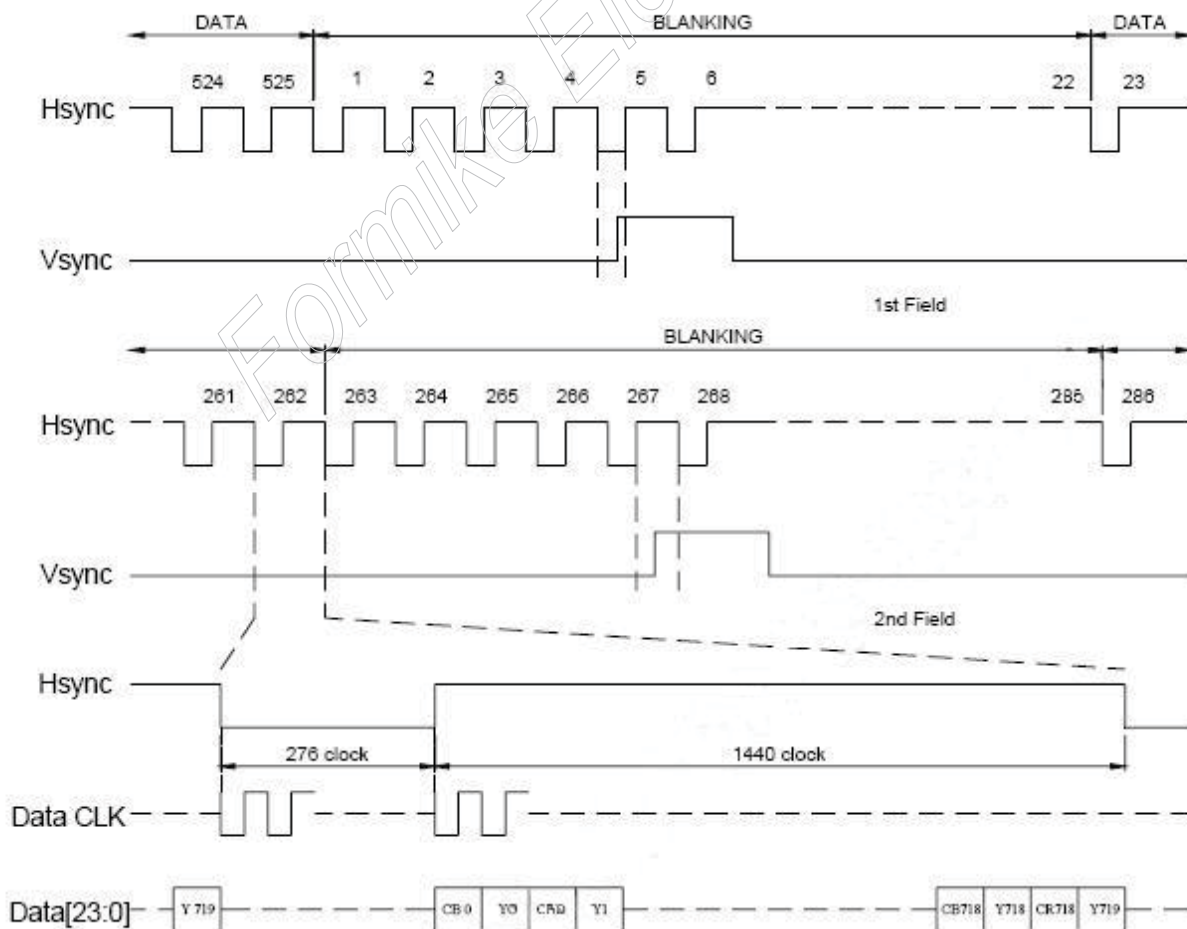 DATA BLANKING DATA
524 525 1 2 3 4 5 6 22 23
Hsync
Vsync
1st Field
BLANKING
261 262 263 264 265 266 267 268 285 286
Hsync
Vsync
2nd Field
Hsync
276 clock 1440 clock
Data CLK
Data[23:0] Y 719 CB 0 Y0 Y1 CB718 Y718 CR718 Y719
Formike